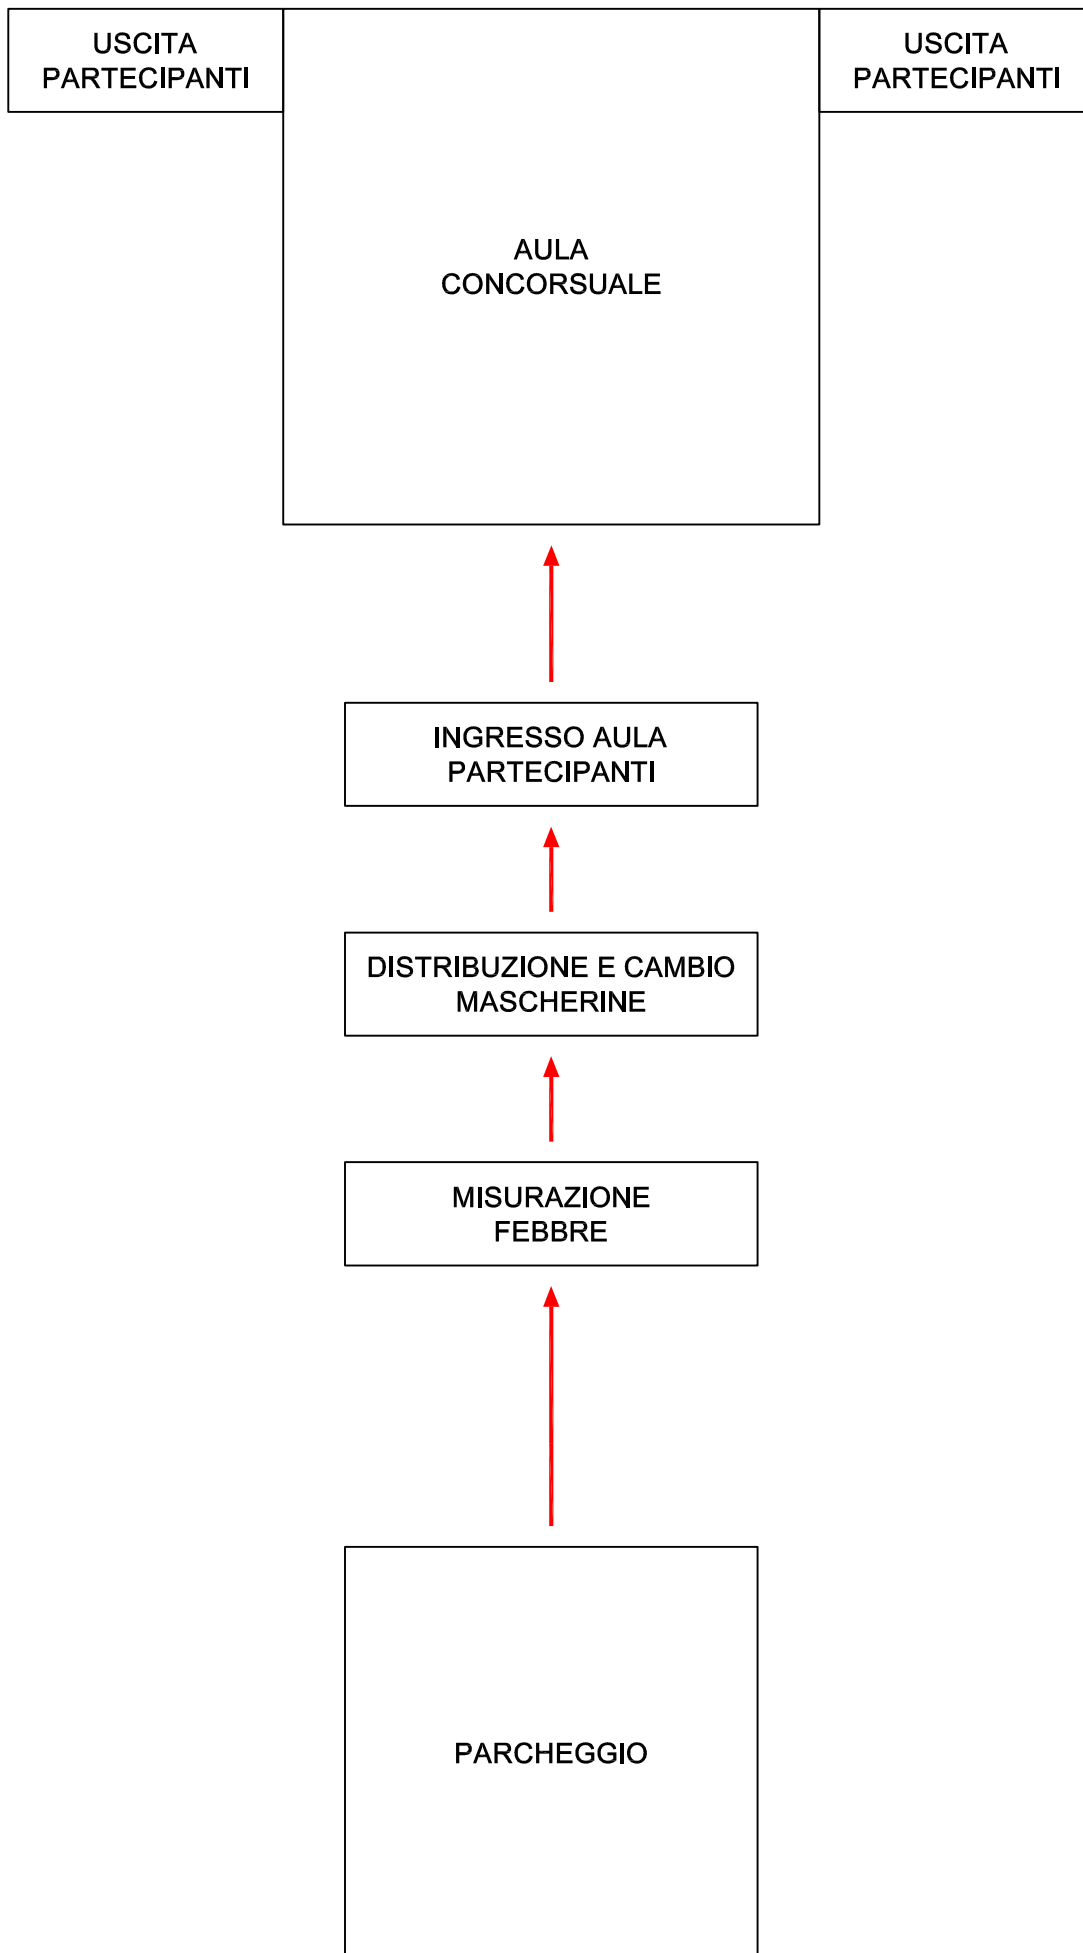 USCITA
PARTECIPANTI
USCITA
PARTECIPANTI
AULA
CONCORSUALE
INGRESSO AULA
PARTECIPANTI
DISTRIBUZIONE E CAMBIO
MASCHERINE
MISURAZIONE
FEBBRE
PARCHEGGIO